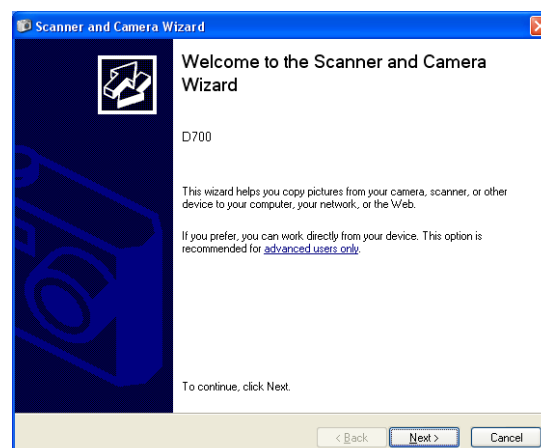 Scanner and Camera Wizard
Welcome to the Scanner and Camera
Wizard
D700
This wizard helps you copy pictures from your camera, scanner, or other
device to your computer, your network, or the Web.
If you prefer, you can work directly from your device. This option is
recommended for advanced users only.
To continue, click Next.
< Back
Next >
Cancel